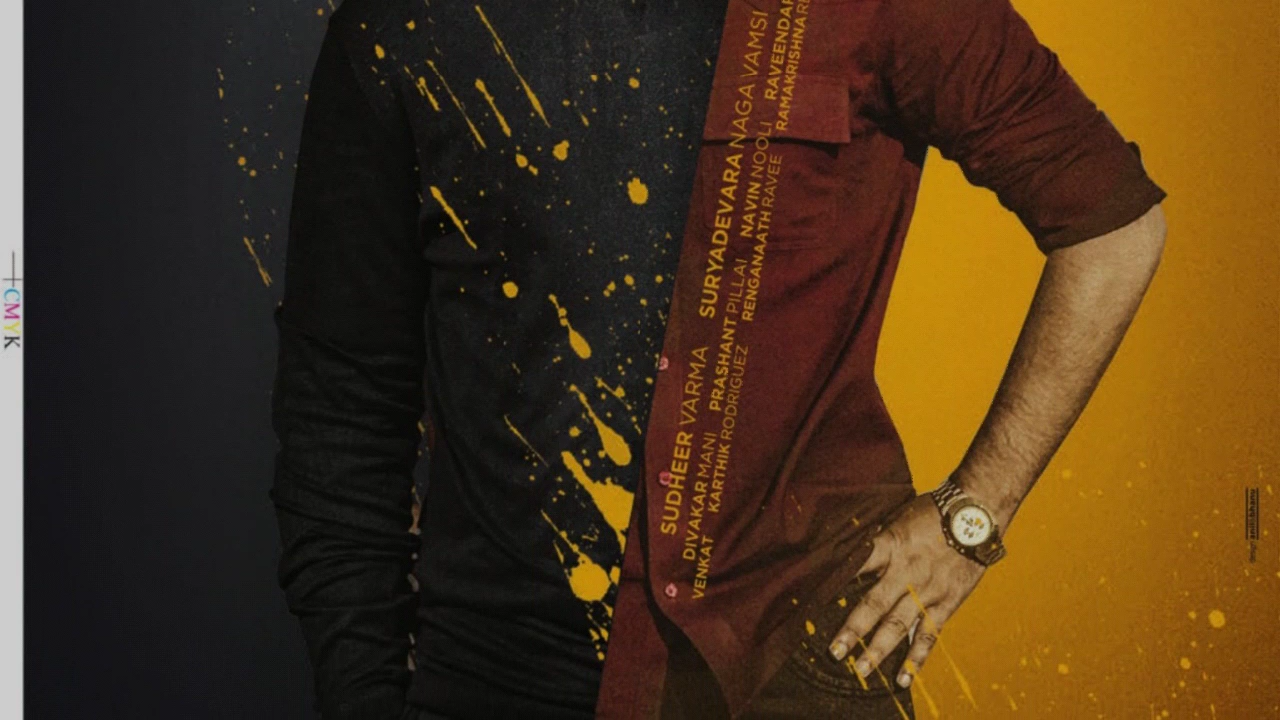 SUDHEER VARMA SURYADEVARA NAGA VAMSI
DIVAKAR MANI PRASHANT PILLAI NAVIN NOOLI RAVEENDAR
VENKAT KARTHIK RODRIGUEZ RENGANAATH RAVEE RAMAKRISHNA
CMYK
anilbhanu